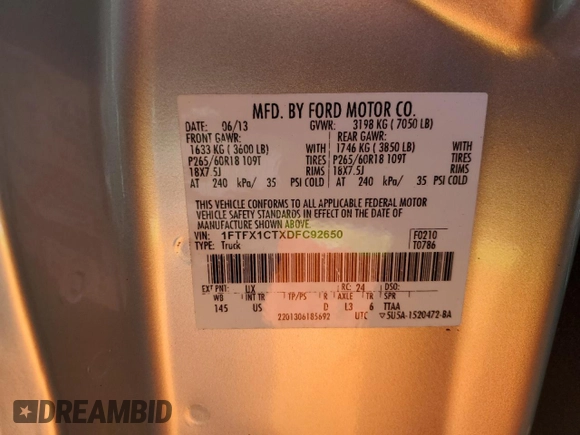 MFD. BY FORD MOTOR CO.
DATE: 06/13 GVWR: 3198 KG ( 7050 LB)
FRONT GAWR: REAR GAWR:
1633 KG ( 3600 LB) 1746 KG ( 3850 LB)
P265/60R18 109T TIRES P265/60R18 109T TIRES
18X7.5J RIMS 18X7.5J RIMS
AT 240 kPa/ 35 PSI COLD AT 240 kPa/ 35 PSI COLD
THIS VEHICLE CONFORMS TO ALL APPLICABLE FEDERAL MOTOR
VEHICLE SAFETY STANDARDS IN EFFECT ON THE DATE OF
MANUFACTURE SHOWN ABOVE.
VIN: 1FTFX1CTXDFC92650 F0210
TYPE: Truck T0786
EXT PNT: UX RC: 24 DSO:
WB INT TR TP/PS R AXLE TR SPR
145 US D L3 6 TTAA
2201306185692 UTC ▽5U5A-1520472-BA
DREAMBID